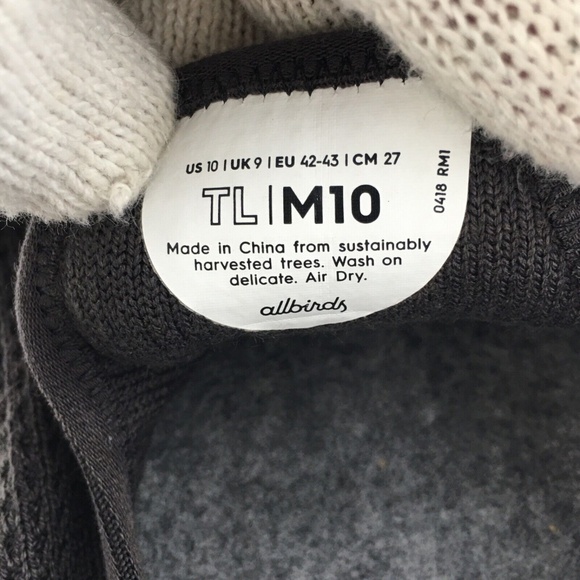 US 10 | UK 9 | EU 42-43 | CM 27
TL|M10
Made in China from sustainably
harvested trees. Wash on
delicate. Air Dry.
allbirds
0418 RM1